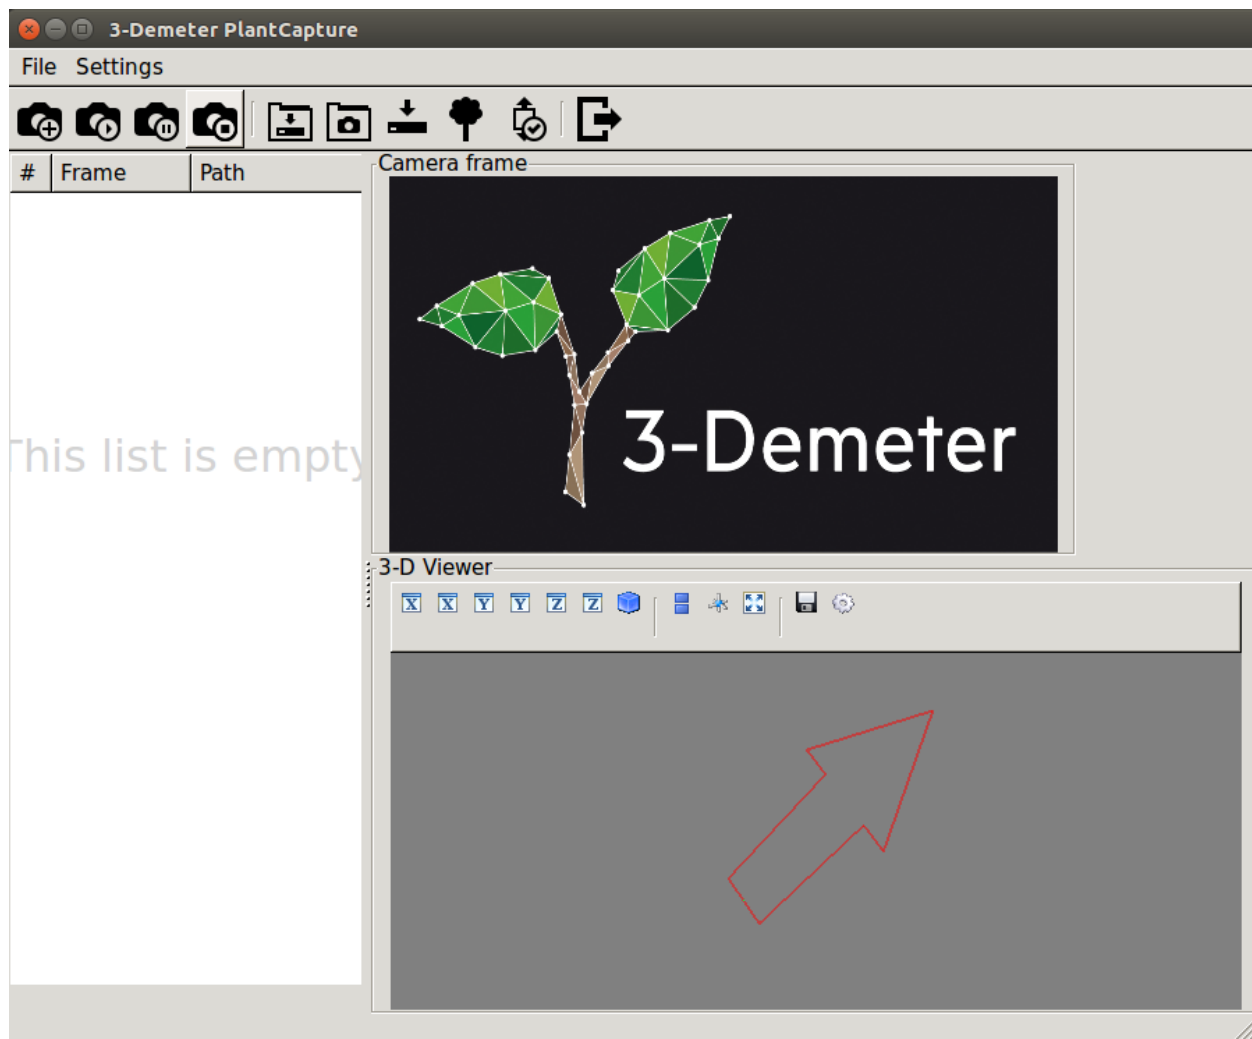 3-Demeter PlantCapture
File Settings
# Frame Path
This list is empty
Camera frame
3-Demeter
3-D Viewer
X X Y Y Z Z